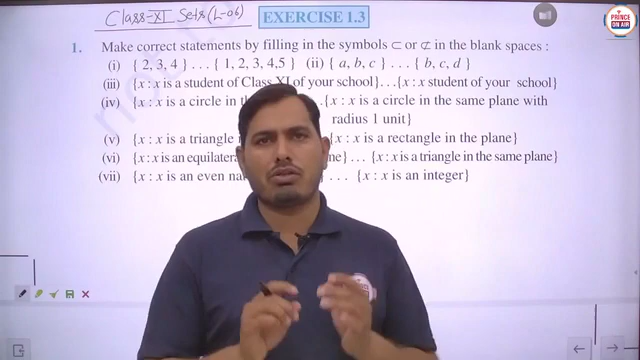 Class-XI Sets (L-06)
EXERCISE 1.3
PRINCE
ON AIR
1. Make correct statements by filling in the symbols ⊂ or ⊄ in the blank spaces :
(i) { 2, 3, 4 } . . . { 1, 2, 3, 4,5 } (ii) { a, b, c } . . . { b, c, d }
(iii) {x : x is a student of Class XI of your school}. . .{x : x student of your school}
(iv) {x : x is a circle in the . . .{x : x is a circle in the same plane with
radius 1 unit}
(v) {x : x is a triangle i {x : x is a rectangle in the plane}
(vi) {x : x is an equilatera ne} . . . {x : x is a triangle in the same plane}
(vii) {x : x is an even na } . . . {x : x is an integer}